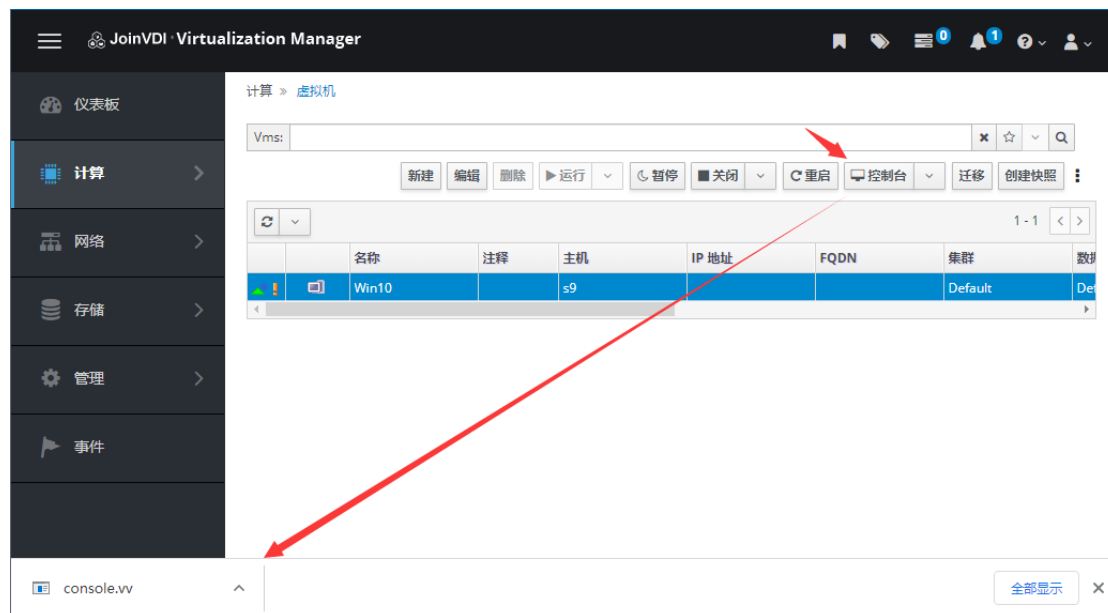 JoinVDI Virtualization Manager
0
1
仪表板
计算
网络
存储
管理
事件
计算 » 虚拟机
Vms:
新建 编辑 删除 运行 暂停 关闭 重启 控制台 迁移 创建快照
1 - 1
名称 注释 主机 IP 地址 FQDN 集群
Win10 s9 Default
console.vv
全部显示